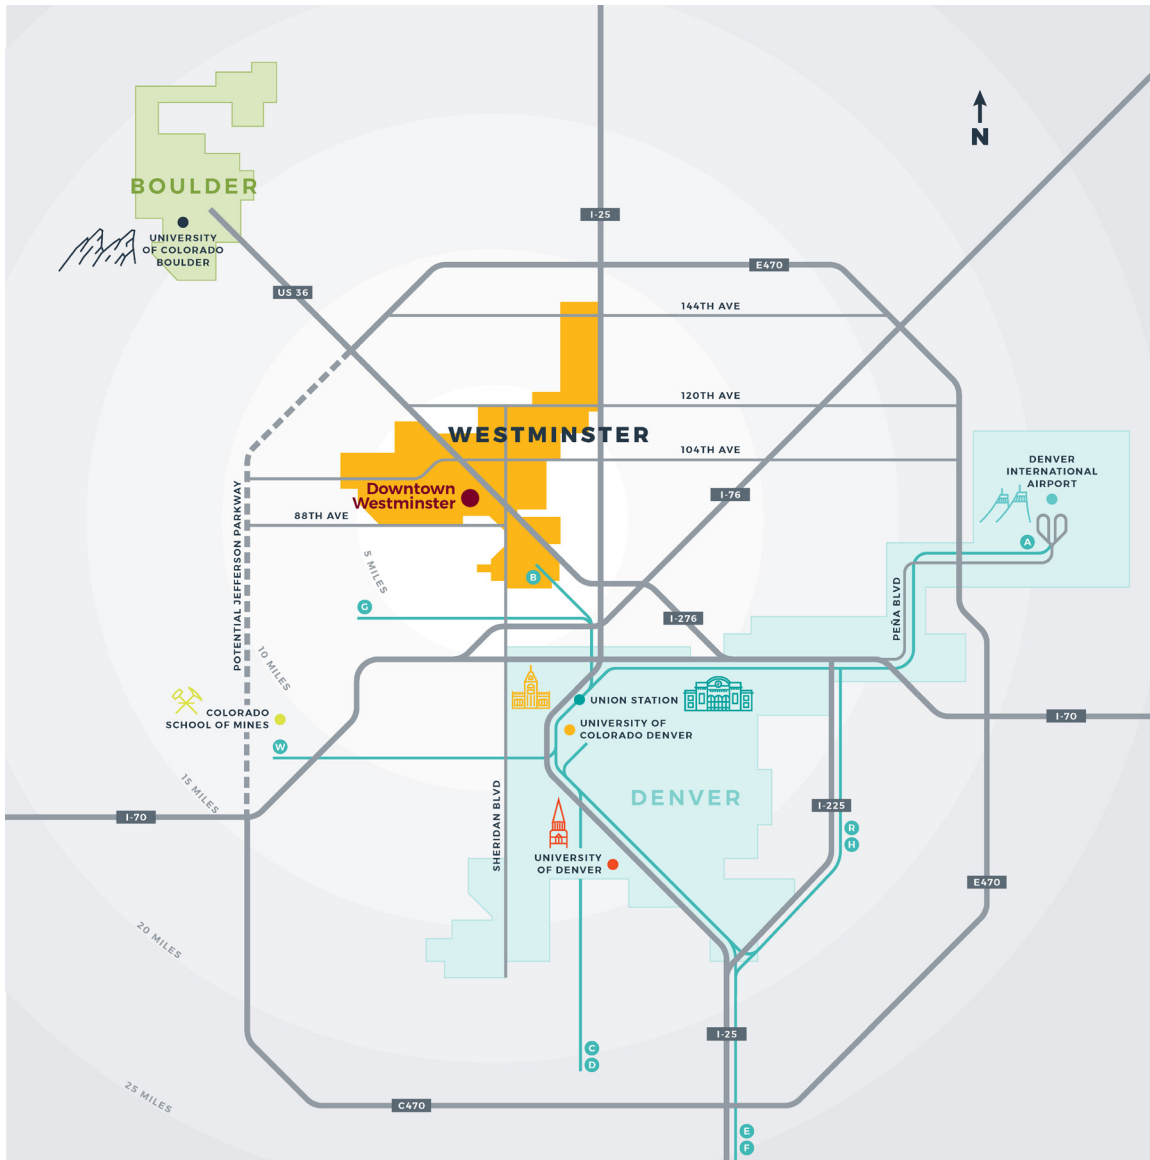 N
I-25
BOULDER
UNIVERSITY
OF COLORADO
BOULDER
US 36
E470
144TH AVE
120TH AVE
WESTMINSTER
104TH AVE
DENVER
INTERNATIONAL
AIRPORT
Downtown
Westminster
I-76
88TH AVE
A
5 MILES
B
G
POTENTIAL JEFFERSON PARKWAY
I-276
PEÑA BLVD
10 MILES
COLORADO
SCHOOL OF MINES
UNION STATION
UNIVERSITY OF
COLORADO DENVER
I-70
W
15 MILES
DENVER
I-70
SHERIDAN BLVD
I-225
R
H
UNIVERSITY
OF DENVER
E470
20 MILES
I-25
C
D
25 MILES
C470
E
F